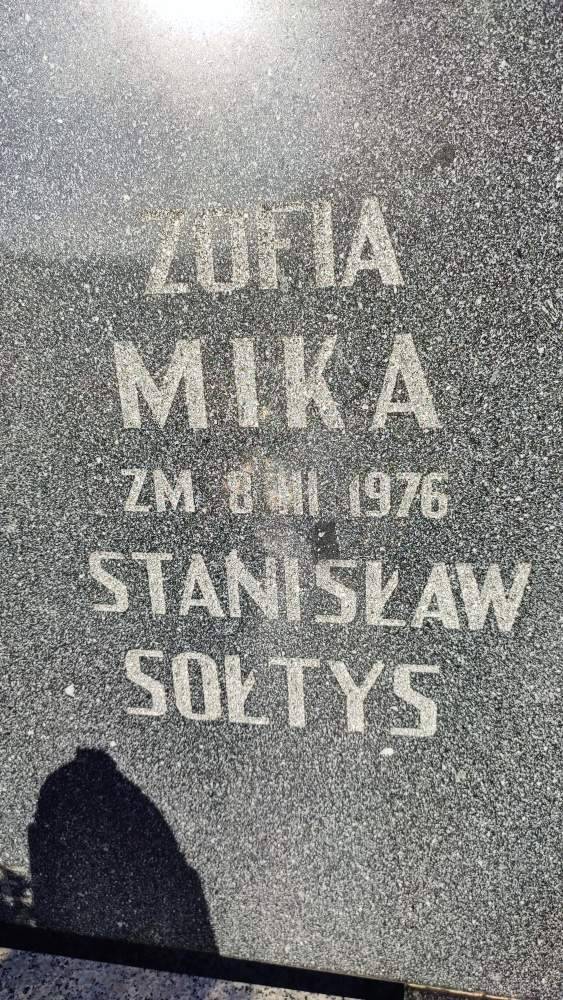 ZOFIA
MIKA
ZM. 8 III 1976
STANISŁAW
SOŁTYS